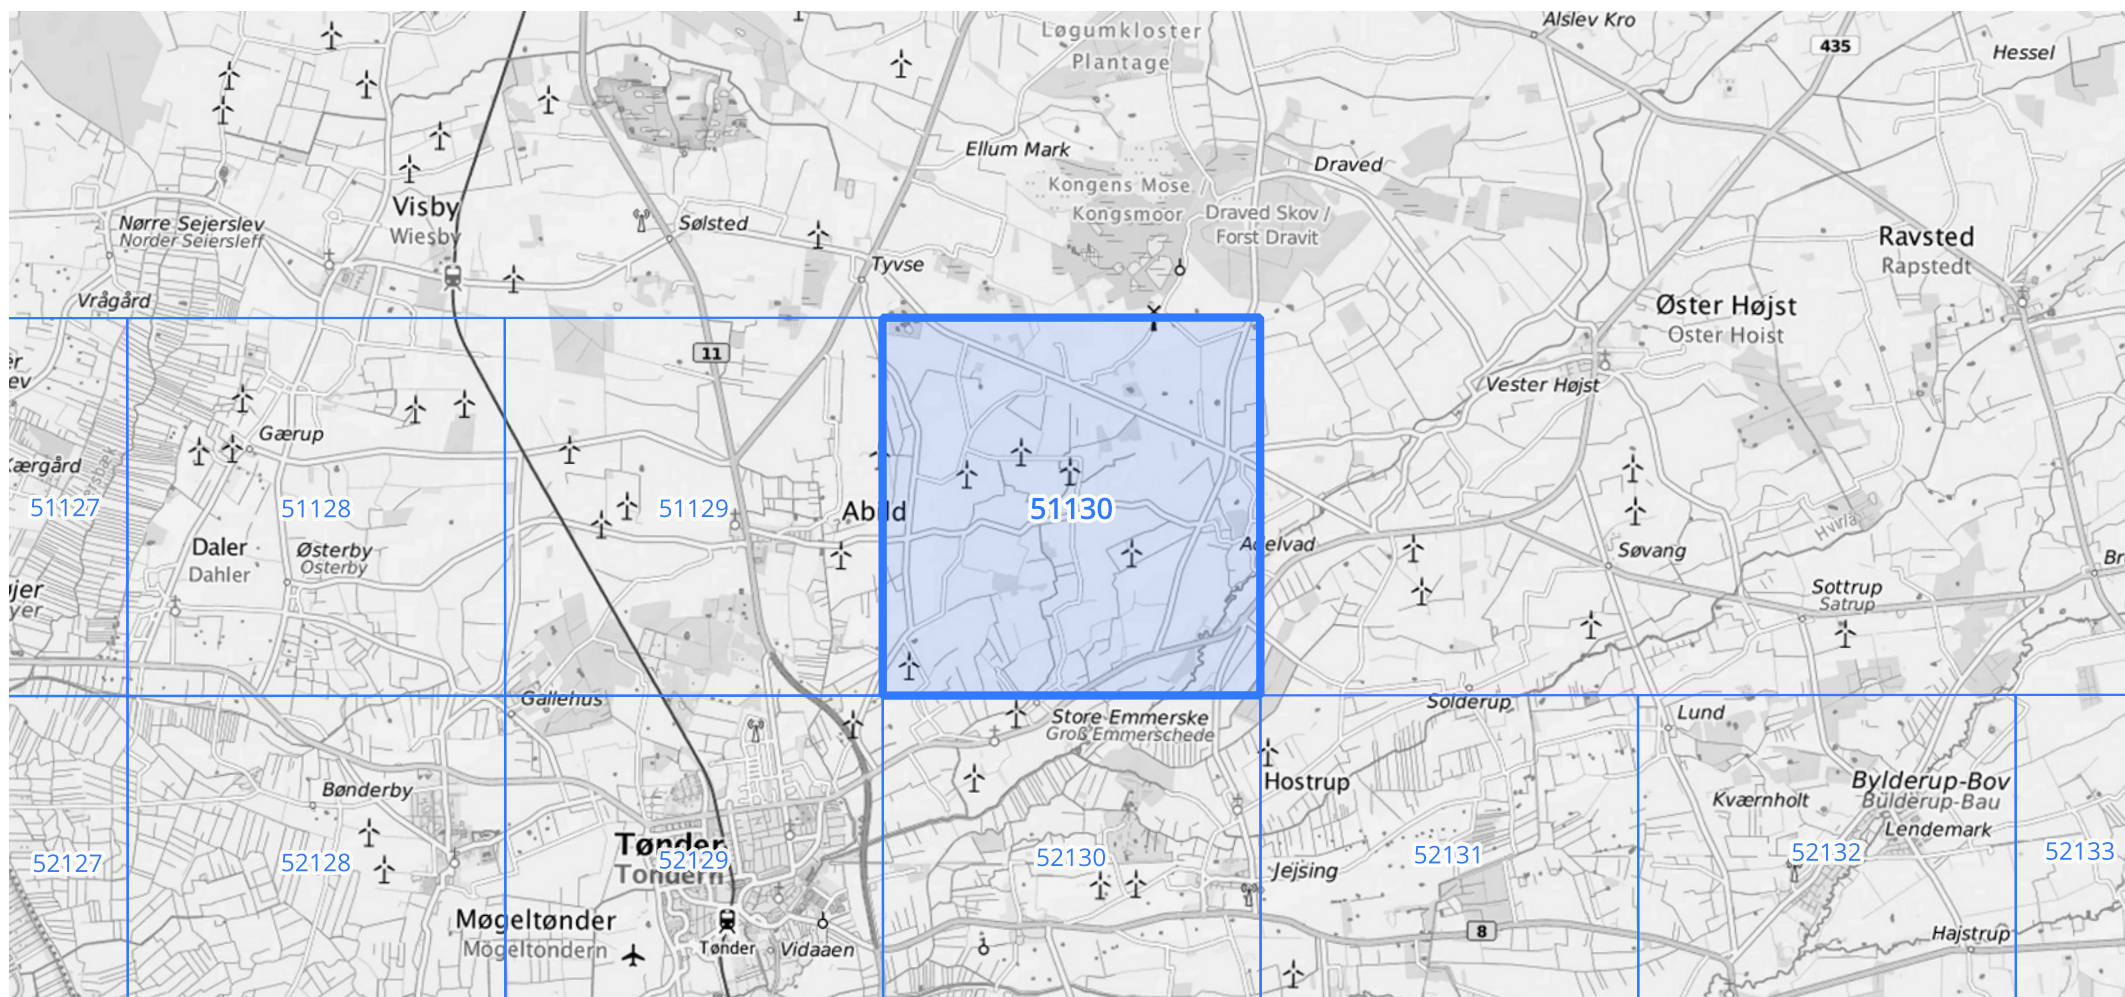 Alslev Kro
Løgumkloster
Plantage
435
Hessel
Ellum Mark
Draved
Kongens Mose /
Kongsmoor
Draved Skov /
Forst Dravit
Visby
Wiesby
Nørre Sejerslev
Norder Seiersleff
Sølsted
Tyvse
Ravsted
Rapstedt
Vrågård
Øster Højst
Oster Hoist
11
Vester Højst
Gærup
51127
51128
51129
Abild
51130
Hvirlå
Daler
Dahler
Østerby
Osterby
Adelvad
Søvang
Sottrup
Satrup
Gallehus
Store Emmerske
Groß Emmerschede
Solderup
Lund
Bønderby
Hostrup
Kværnholt
Bylderup-Bov
Bülderup-Bau
Lendemark
Tønder
Tondern
52127
52128
52129
52130
52131
52132
52133
Jejsing
Møgeltønder
Mögeltondern
Tønder
Vidaaen
8
Hajstrup